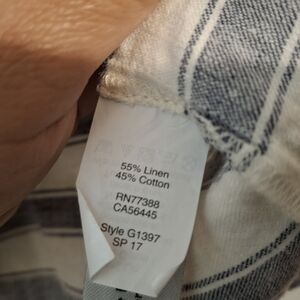 55% Linen
45% Cotton
RN77388
CA56445
Style G1397
SP 17